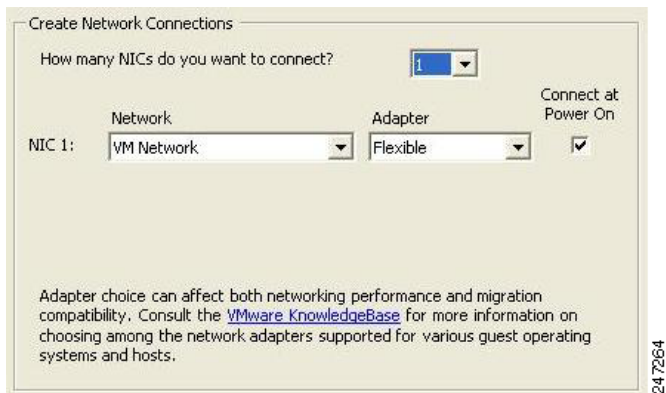 Create Network Connections
How many NICs do you want to connect? 1
Connect at
Network Adapter Power On
NIC 1: VM Network Flexible
Adapter choice can affect both networking performance and migration
compatibility. Consult the VMware KnowledgeBase for more information on
choosing among the network adapters supported for various guest operating
systems and hosts.
247264